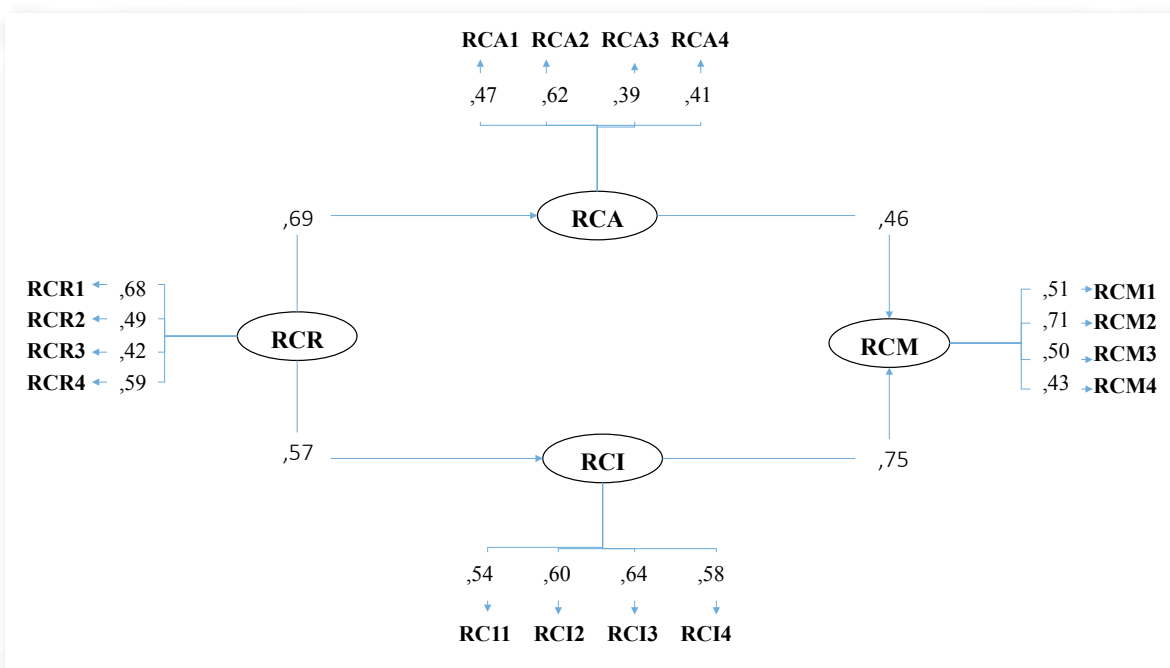 RCA1 RCA2 RCA3 RCA4
,47 ,62 ,39 ,41
RCA
,69
,46
RCR1 ,68
RCR2 ,49
RCR3 ,42
RCR4 ,59
RCR
RCM
,51 RCM1
,71 RCM2
,50 RCM3
,43 RCM4
,57
RCI
,75
,54 ,60 ,64 ,58
RC11 RCI2 RCI3 RCI4